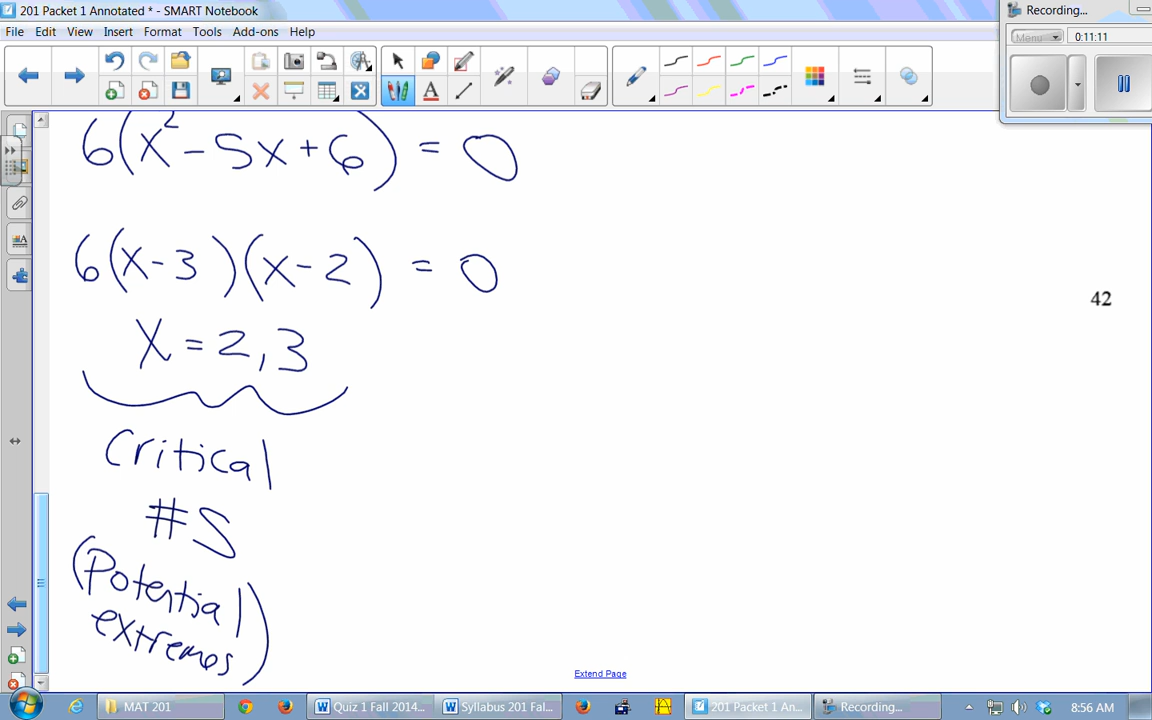 201 Packet 1 Annotated * - SMART Notebook
Recording...
File Edit View Insert Format Tools Add-ons Help
Menu
0:11:11
6(x² - 5x + 6) = 0
6(x - 3)(x - 2) = 0
42
x = 2, 3
Critical
#s
(Potential
extremes)
Extend Page
MAT 201
Quiz 1 Fall 2014...
Syllabus 201 Fal...
201 Packet 1 An...
Recording...
8:56 AM